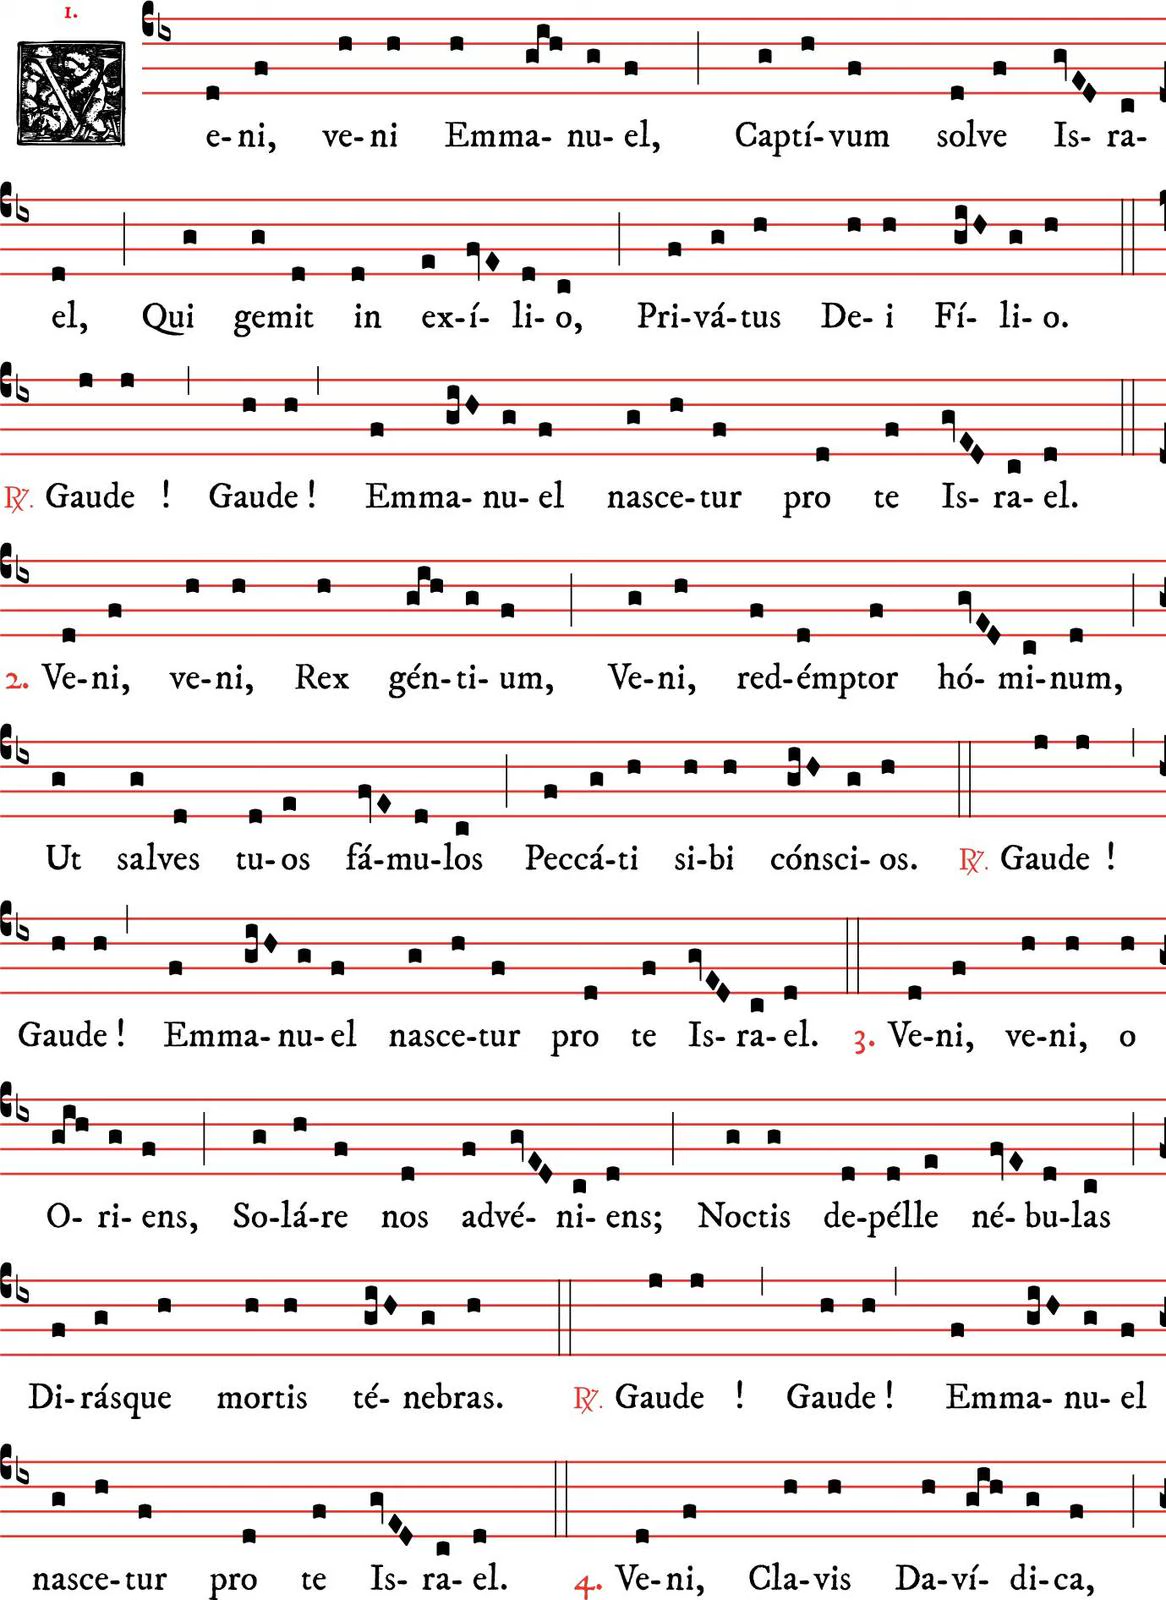 1.
Ve-ni, ve-ni Emma-nu-el, Captí-vum solve Is-ra-
el, Qui gemit in ex-í-li-o, Pri-vá-tus De-i Fí-li-o.
℟. Gaude ! Gaude ! Emma-nu-el nasce-tur pro te Is-ra-el.
2. Ve-ni, ve-ni, Rex gén-ti-um, Ve-ni, red-émptor hó-mi-num,
Ut salves tu-os fá-mu-los Peccá-ti si-bi cónsci-os. ℟. Gaude !
Gaude ! Emma-nu-el nasce-tur pro te Is-ra-el. 3. Ve-ni, ve-ni, o
O-ri-ens, So-lá-re nos advé-ni-ens; Noctis de-pélle né-bu-las
Di-rásque mortis té-nebras. ℟. Gaude ! Gaude ! Emma-nu-el
nasce-tur pro te Is-ra-el. 4. Ve-ni, Cla-vis Da-ví-di-ca,